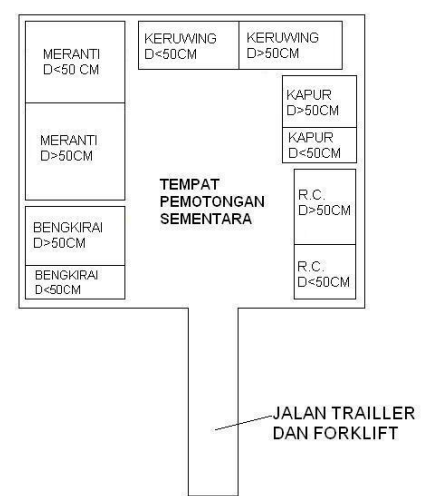 MERANTI
D<50 CM
KERUWING
D<50CM
KERUWING
D>50CM
KAPUR
D>50CM
KAPUR
D<50CM
MERANTI
D>50CM
TEMPAT
PEMOTONGAN
SEMENTARA
R.C.
D>50CM
BENGKIRAI
D>50CM
BENGKIRAI
D<50CM
R.C.
D<50CM
JALAN TRAILLER
DAN FORKLIFT